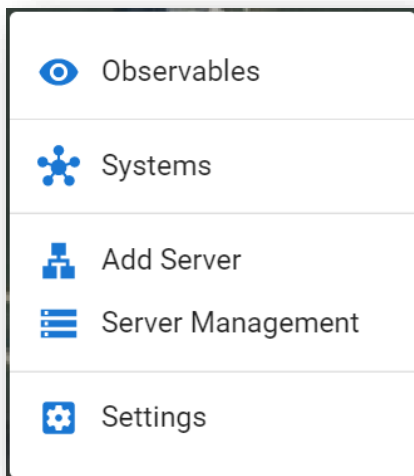 Observables
Systems
Add Server
Server Management
Settings